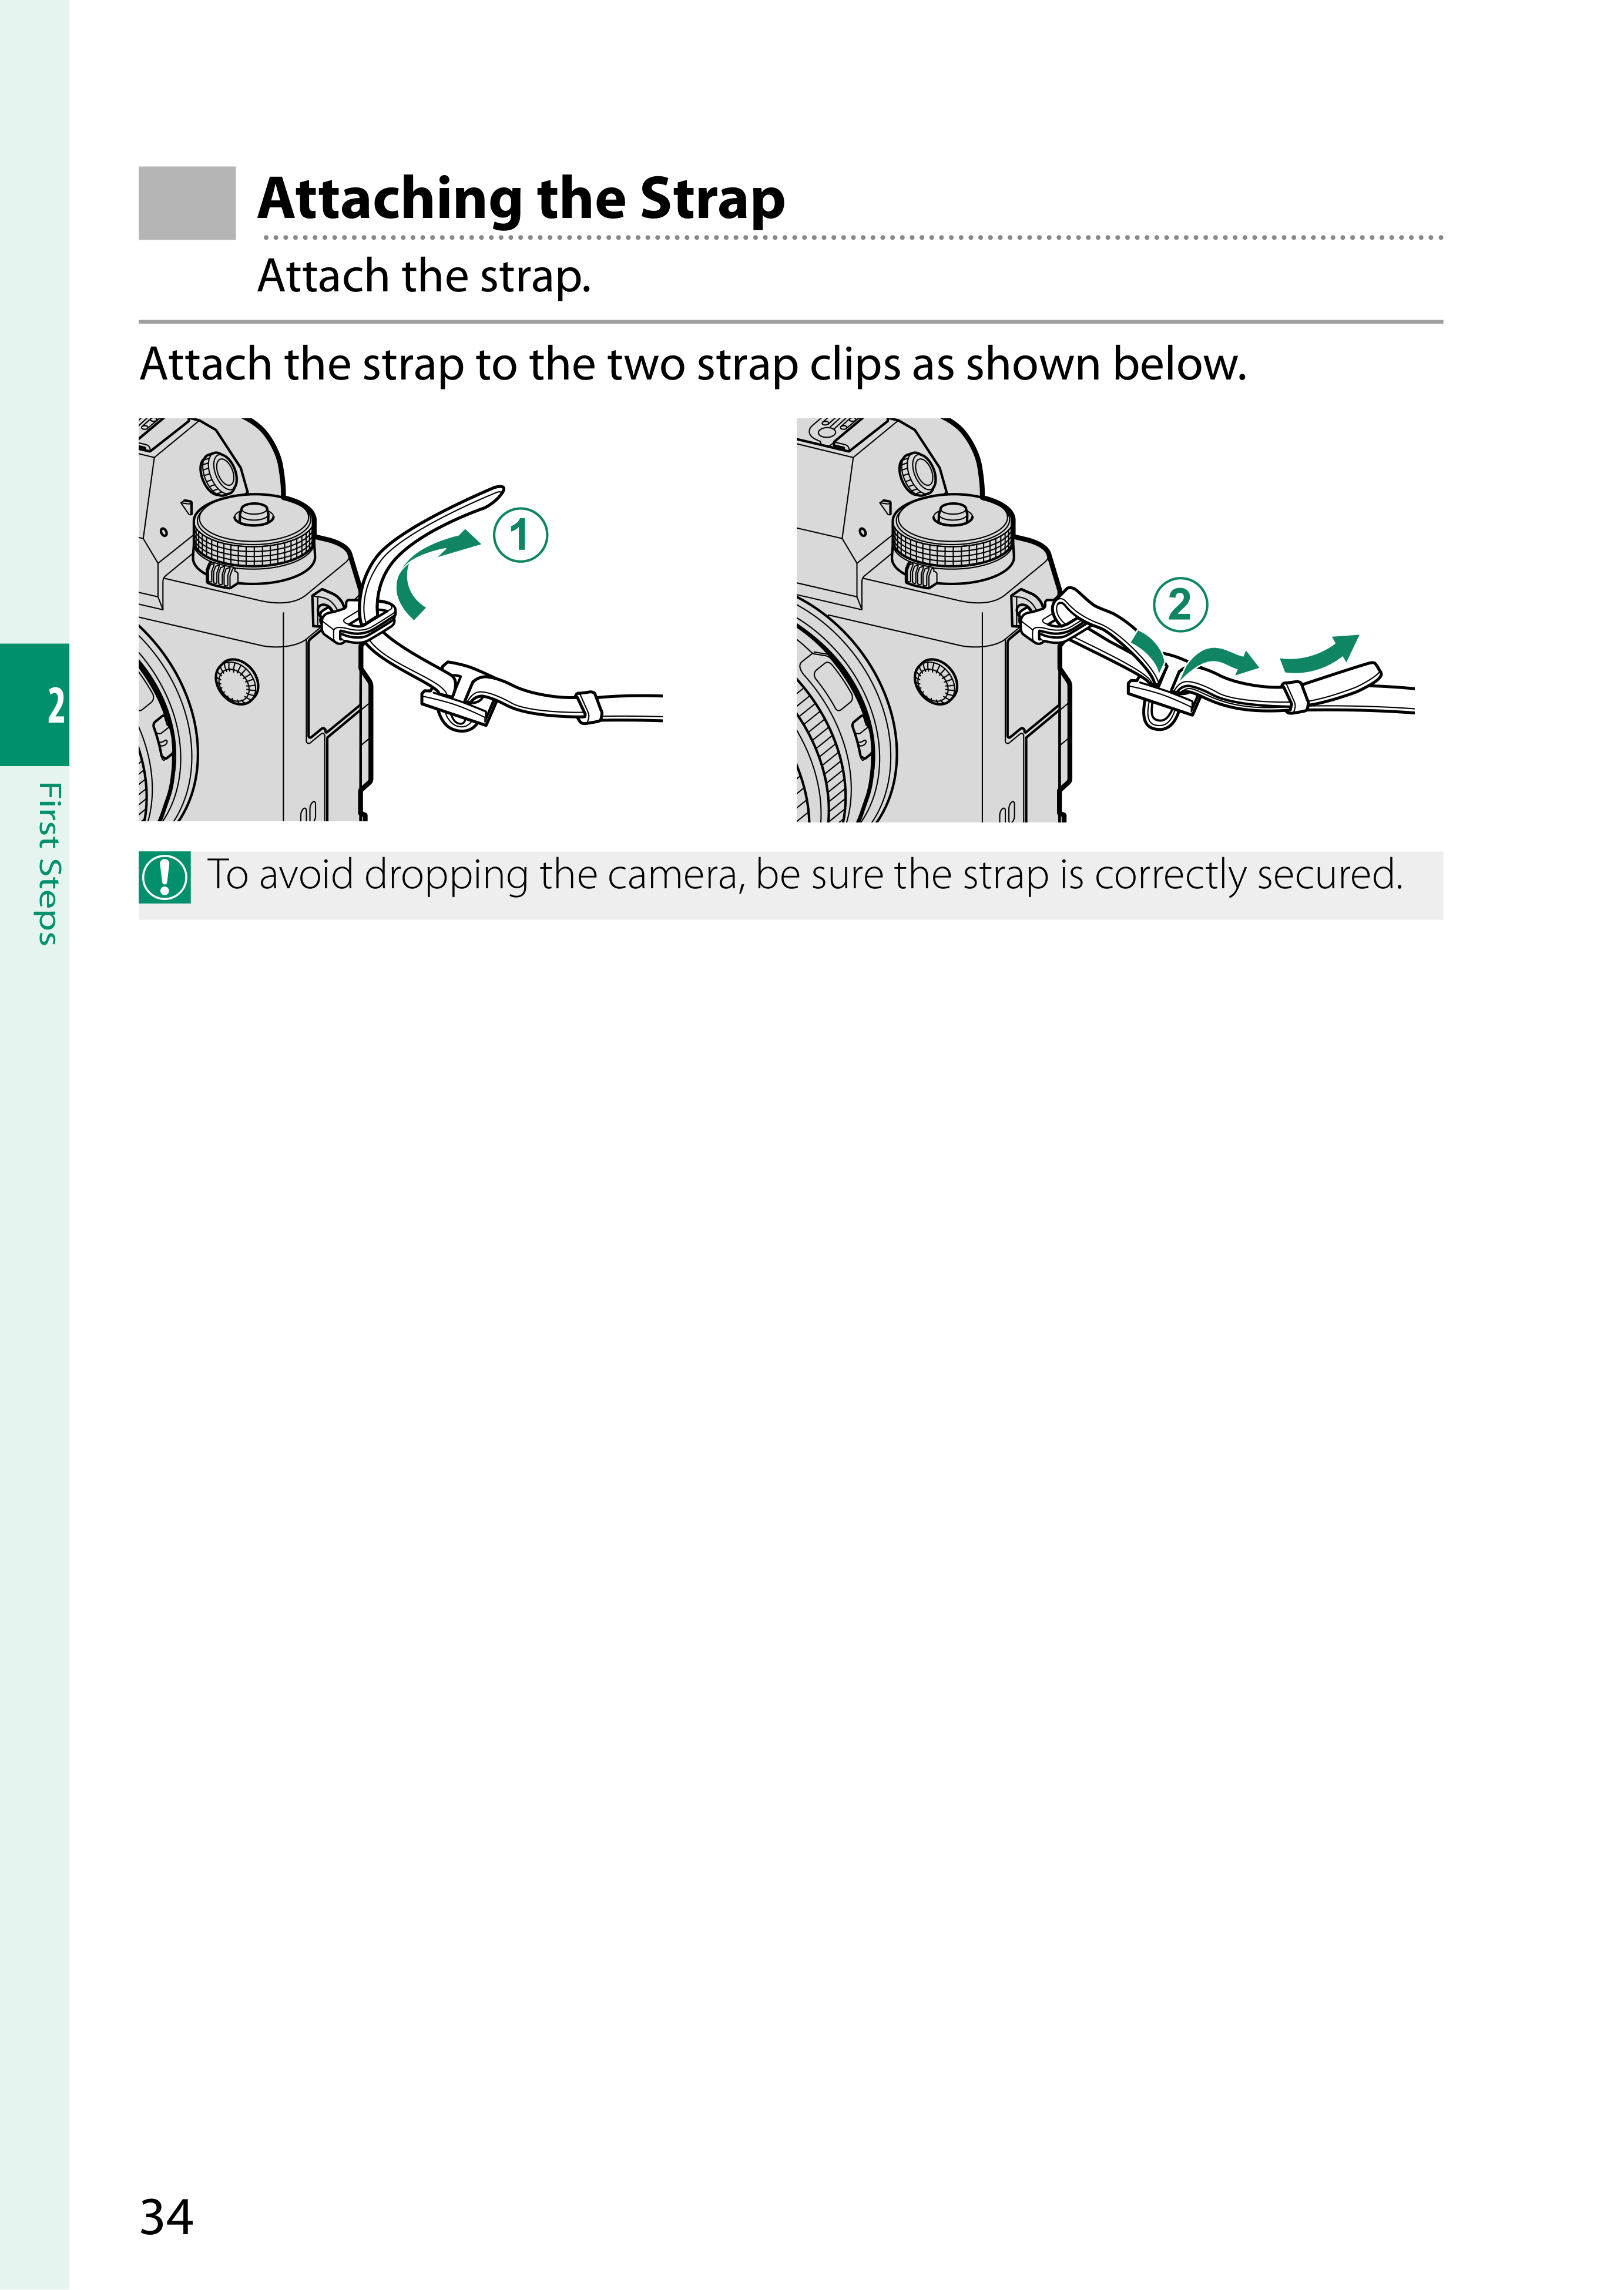 Attaching the Strap
Attach the strap.
Attach the strap to the two strap clips as shown below.
1
2
To avoid dropping the camera, be sure the strap is correctly secured.
2
First Steps
34